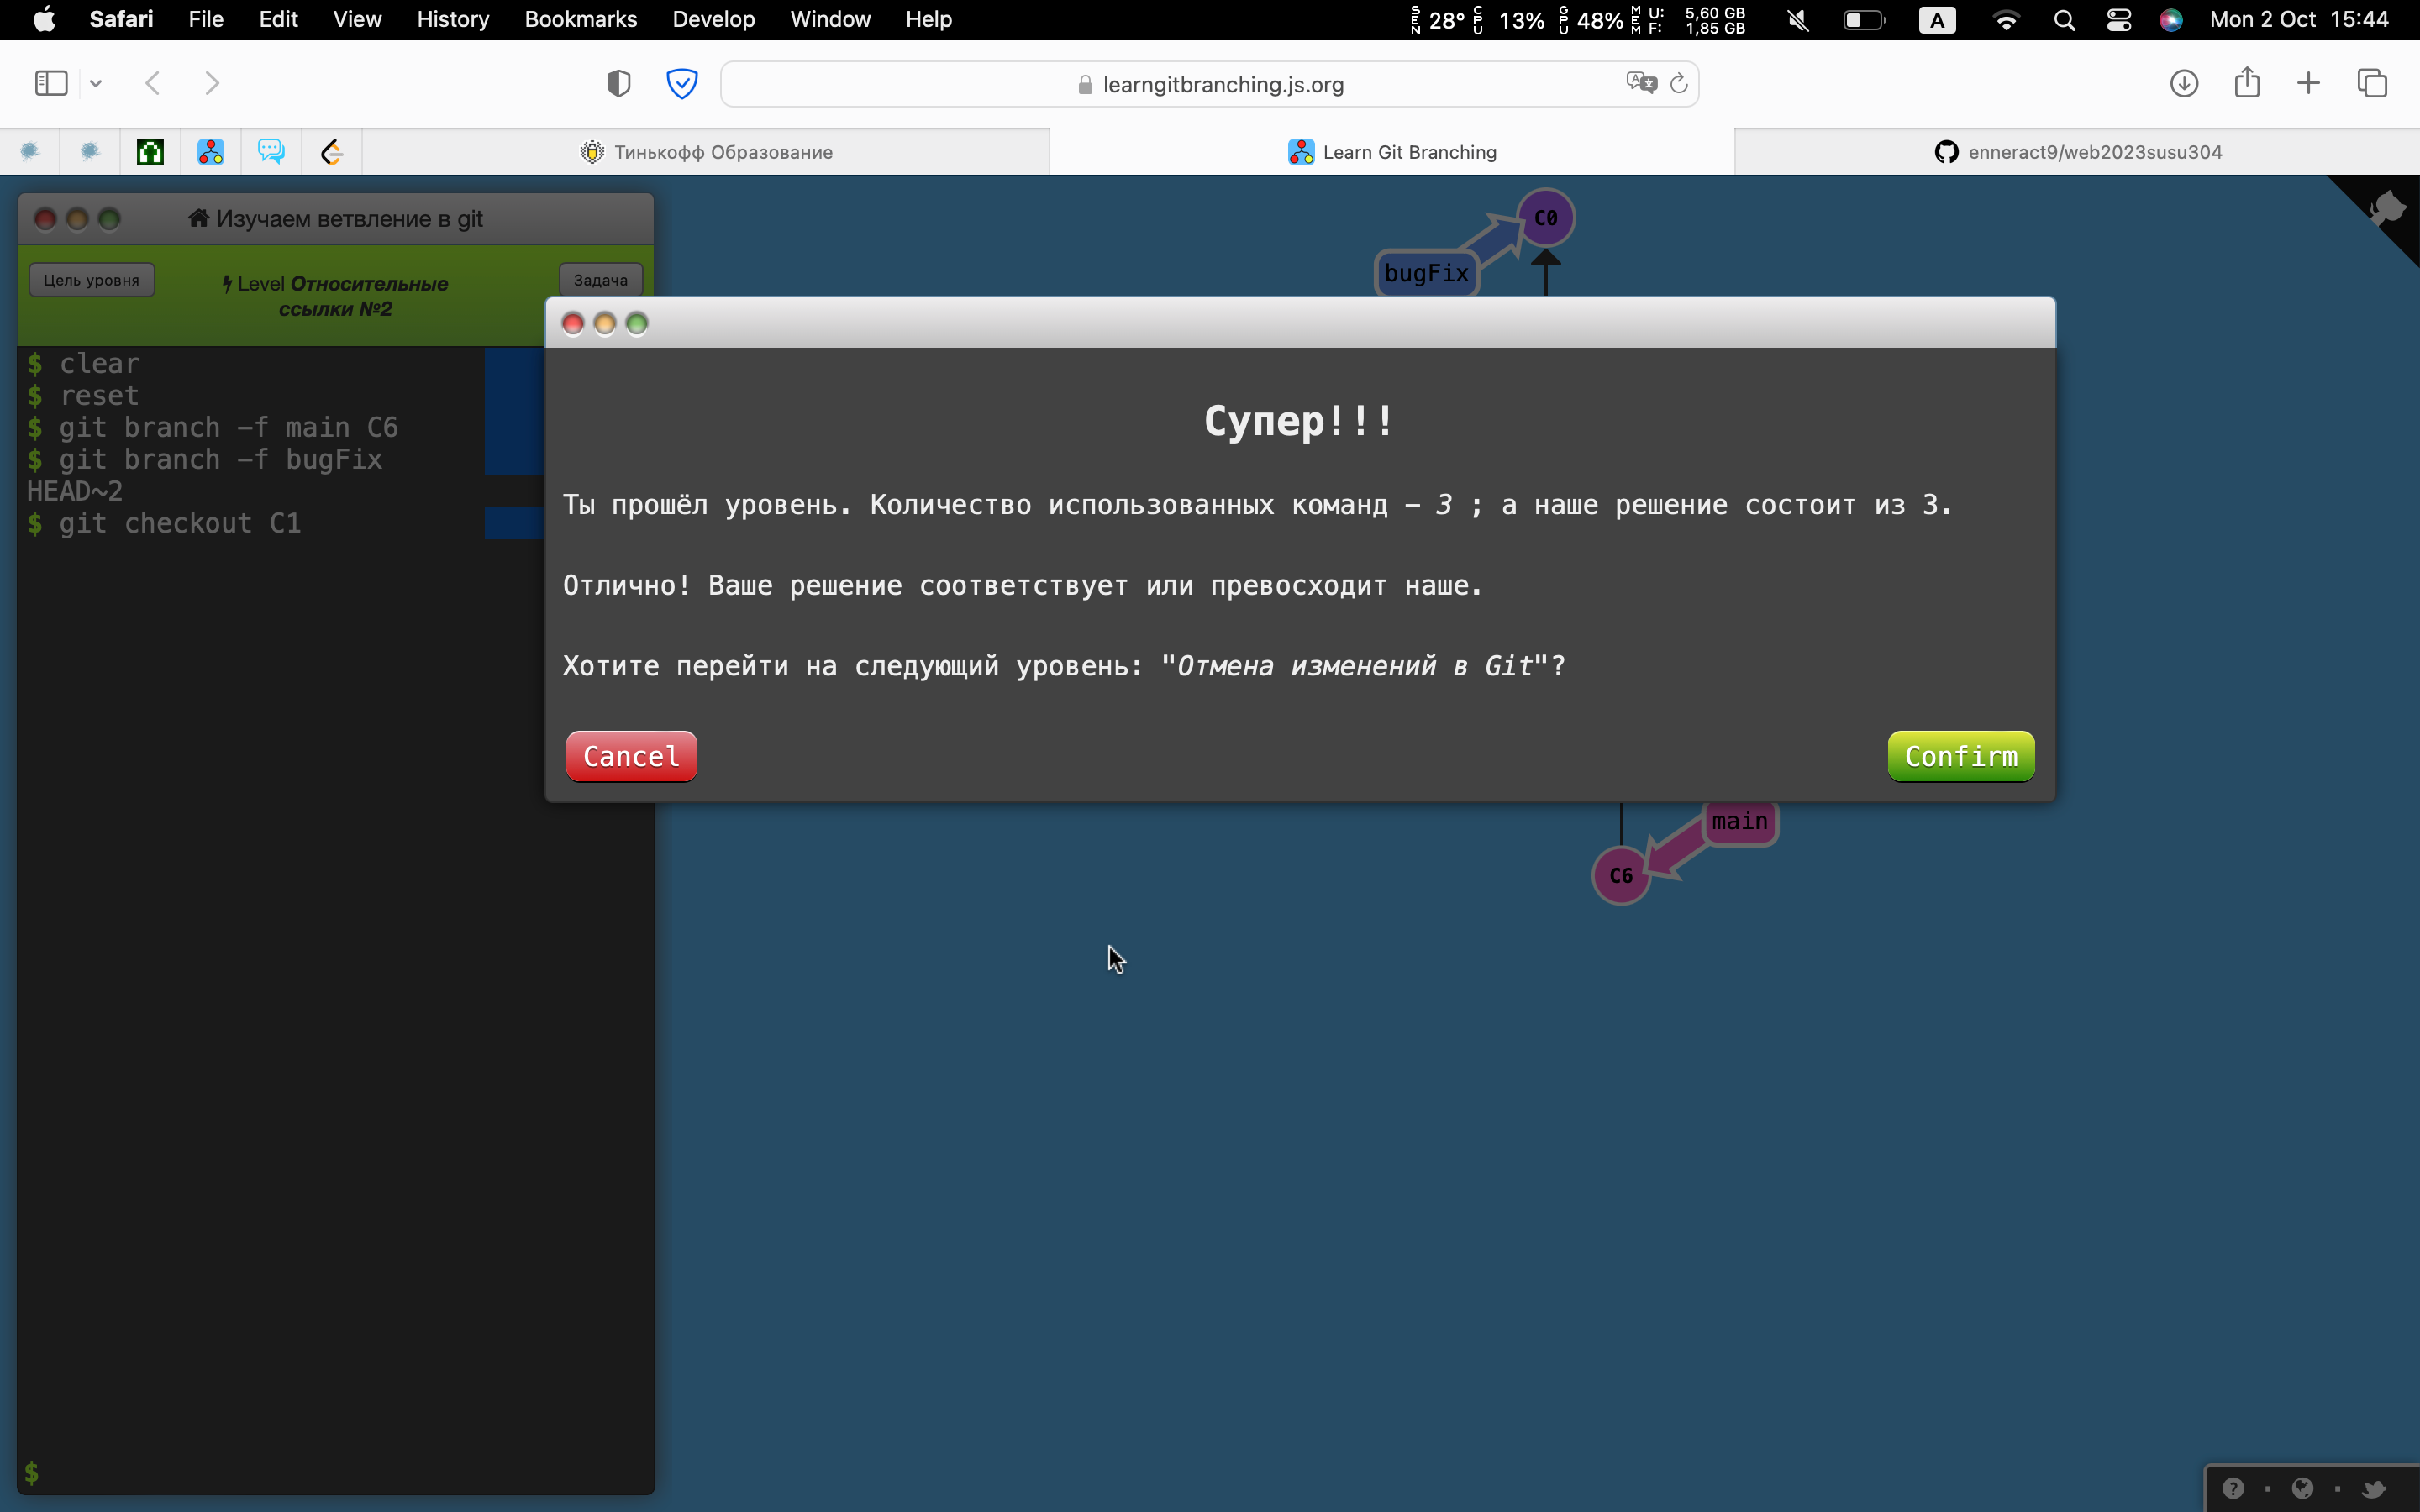 Safari File Edit View History Bookmarks Develop Window Help SEN 28° CPU 13% GPU 48% MEM U: 5,60 GB F: 1,85 GB A Mon 2 Oct 15:44
learngitbranching.js.org
Тинькофф Образование
Learn Git Branching
enneract9/web2023susu304
Изучаем ветвление в git
Цель уровня
Level Относительные
ссылки №2
Задача
$ clear
$ reset
$ git branch -f main C6
$ git branch -f bugFix
HEAD~2
$ git checkout C1
$
C0
bugFix
Супер!!!
Ты прошёл уровень. Количество использованных команд – 3 ; а наше решение состоит из 3.
Отлично! Ваше решение соответствует или превосходит наше.
Хотите перейти на следующий уровень: "Отмена изменений в Git"?
Cancel
Confirm
main
C6